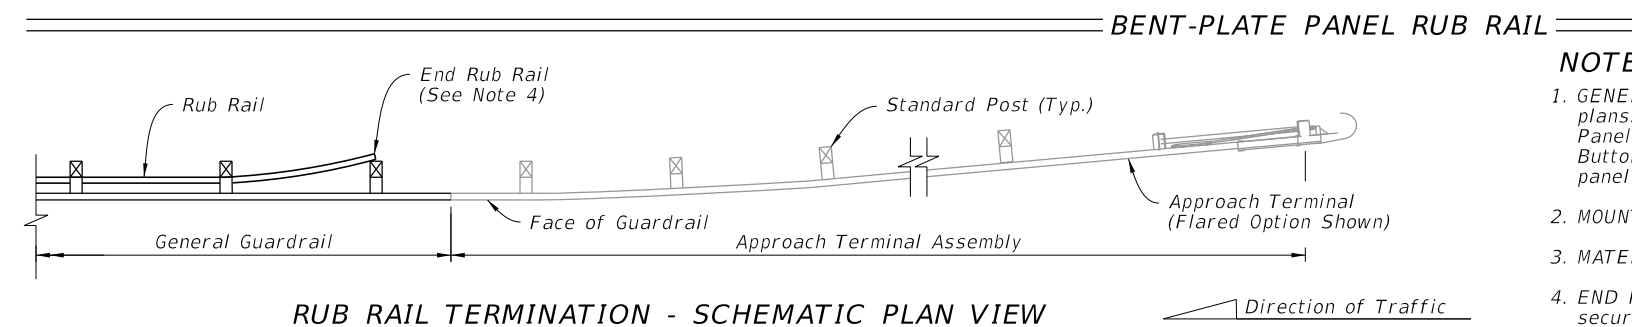 BENT-PLATE PANEL RUB RAIL
End Rub Rail
(See Note 4)
Rub Rail
Standard Post (Typ.)
Face of Guardrail
Approach Terminal
(Flared Option Shown)
General Guardrail
Approach Terminal Assembly
RUB RAIL TERMINATION - SCHEMATIC PLAN VIEW
Direction of Traffic
NOTE
1. GENE
plans.
Panel
Butto
panel
2. MOUN
3. MATE
4. END
secur